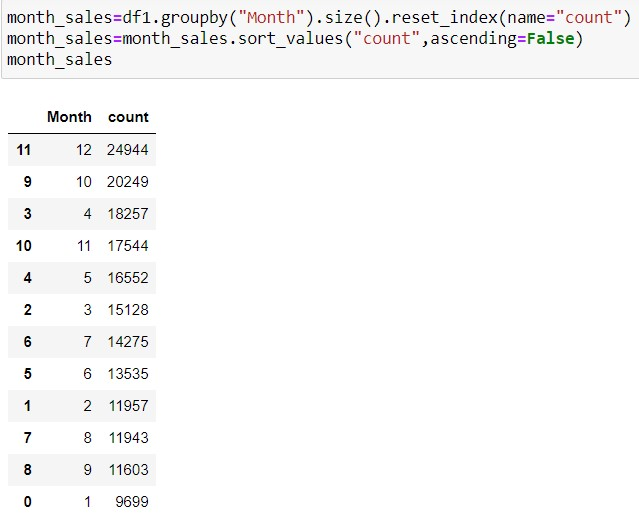 month_sales=df1.groupby("Month").size().reset_index(name="count")
month_sales=month_sales.sort_values("count",ascending=False)
month_sales
Month count
11 12 24944
9 10 20249
3 4 18257
10 11 17544
4 5 16552
2 3 15128
6 7 14275
5 6 13535
1 2 11957
7 8 11943
8 9 11603
0 1 9699